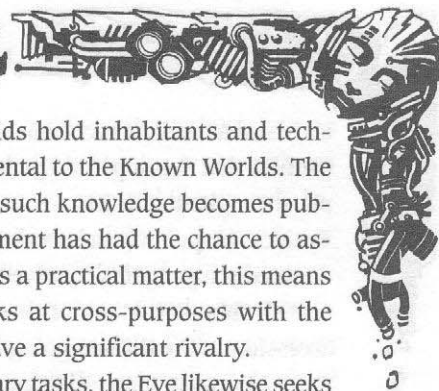 ds hold inhabitants and tech-
ental to the Known Worlds. The
such knowledge becomes pub-
ment has had the chance to as-
s a practical matter, this means
ks at cross-purposes with the
ve a significant rivalry.
ary tasks, the Eye likewise seeks